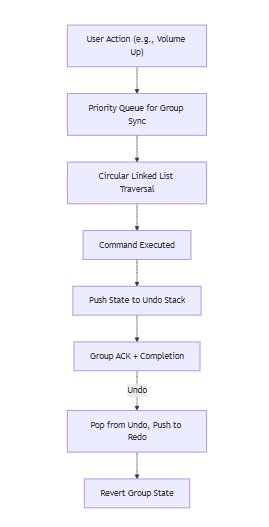 User Action (e.g., Volume
Up)
Priority Queue for Group
Sync
Circular Linked List
Traversal
Command Executed
Push State to Undo Stack
Group ACK + Completion
Undo
Pop from Undo, Push to
Redo
Revert Group State